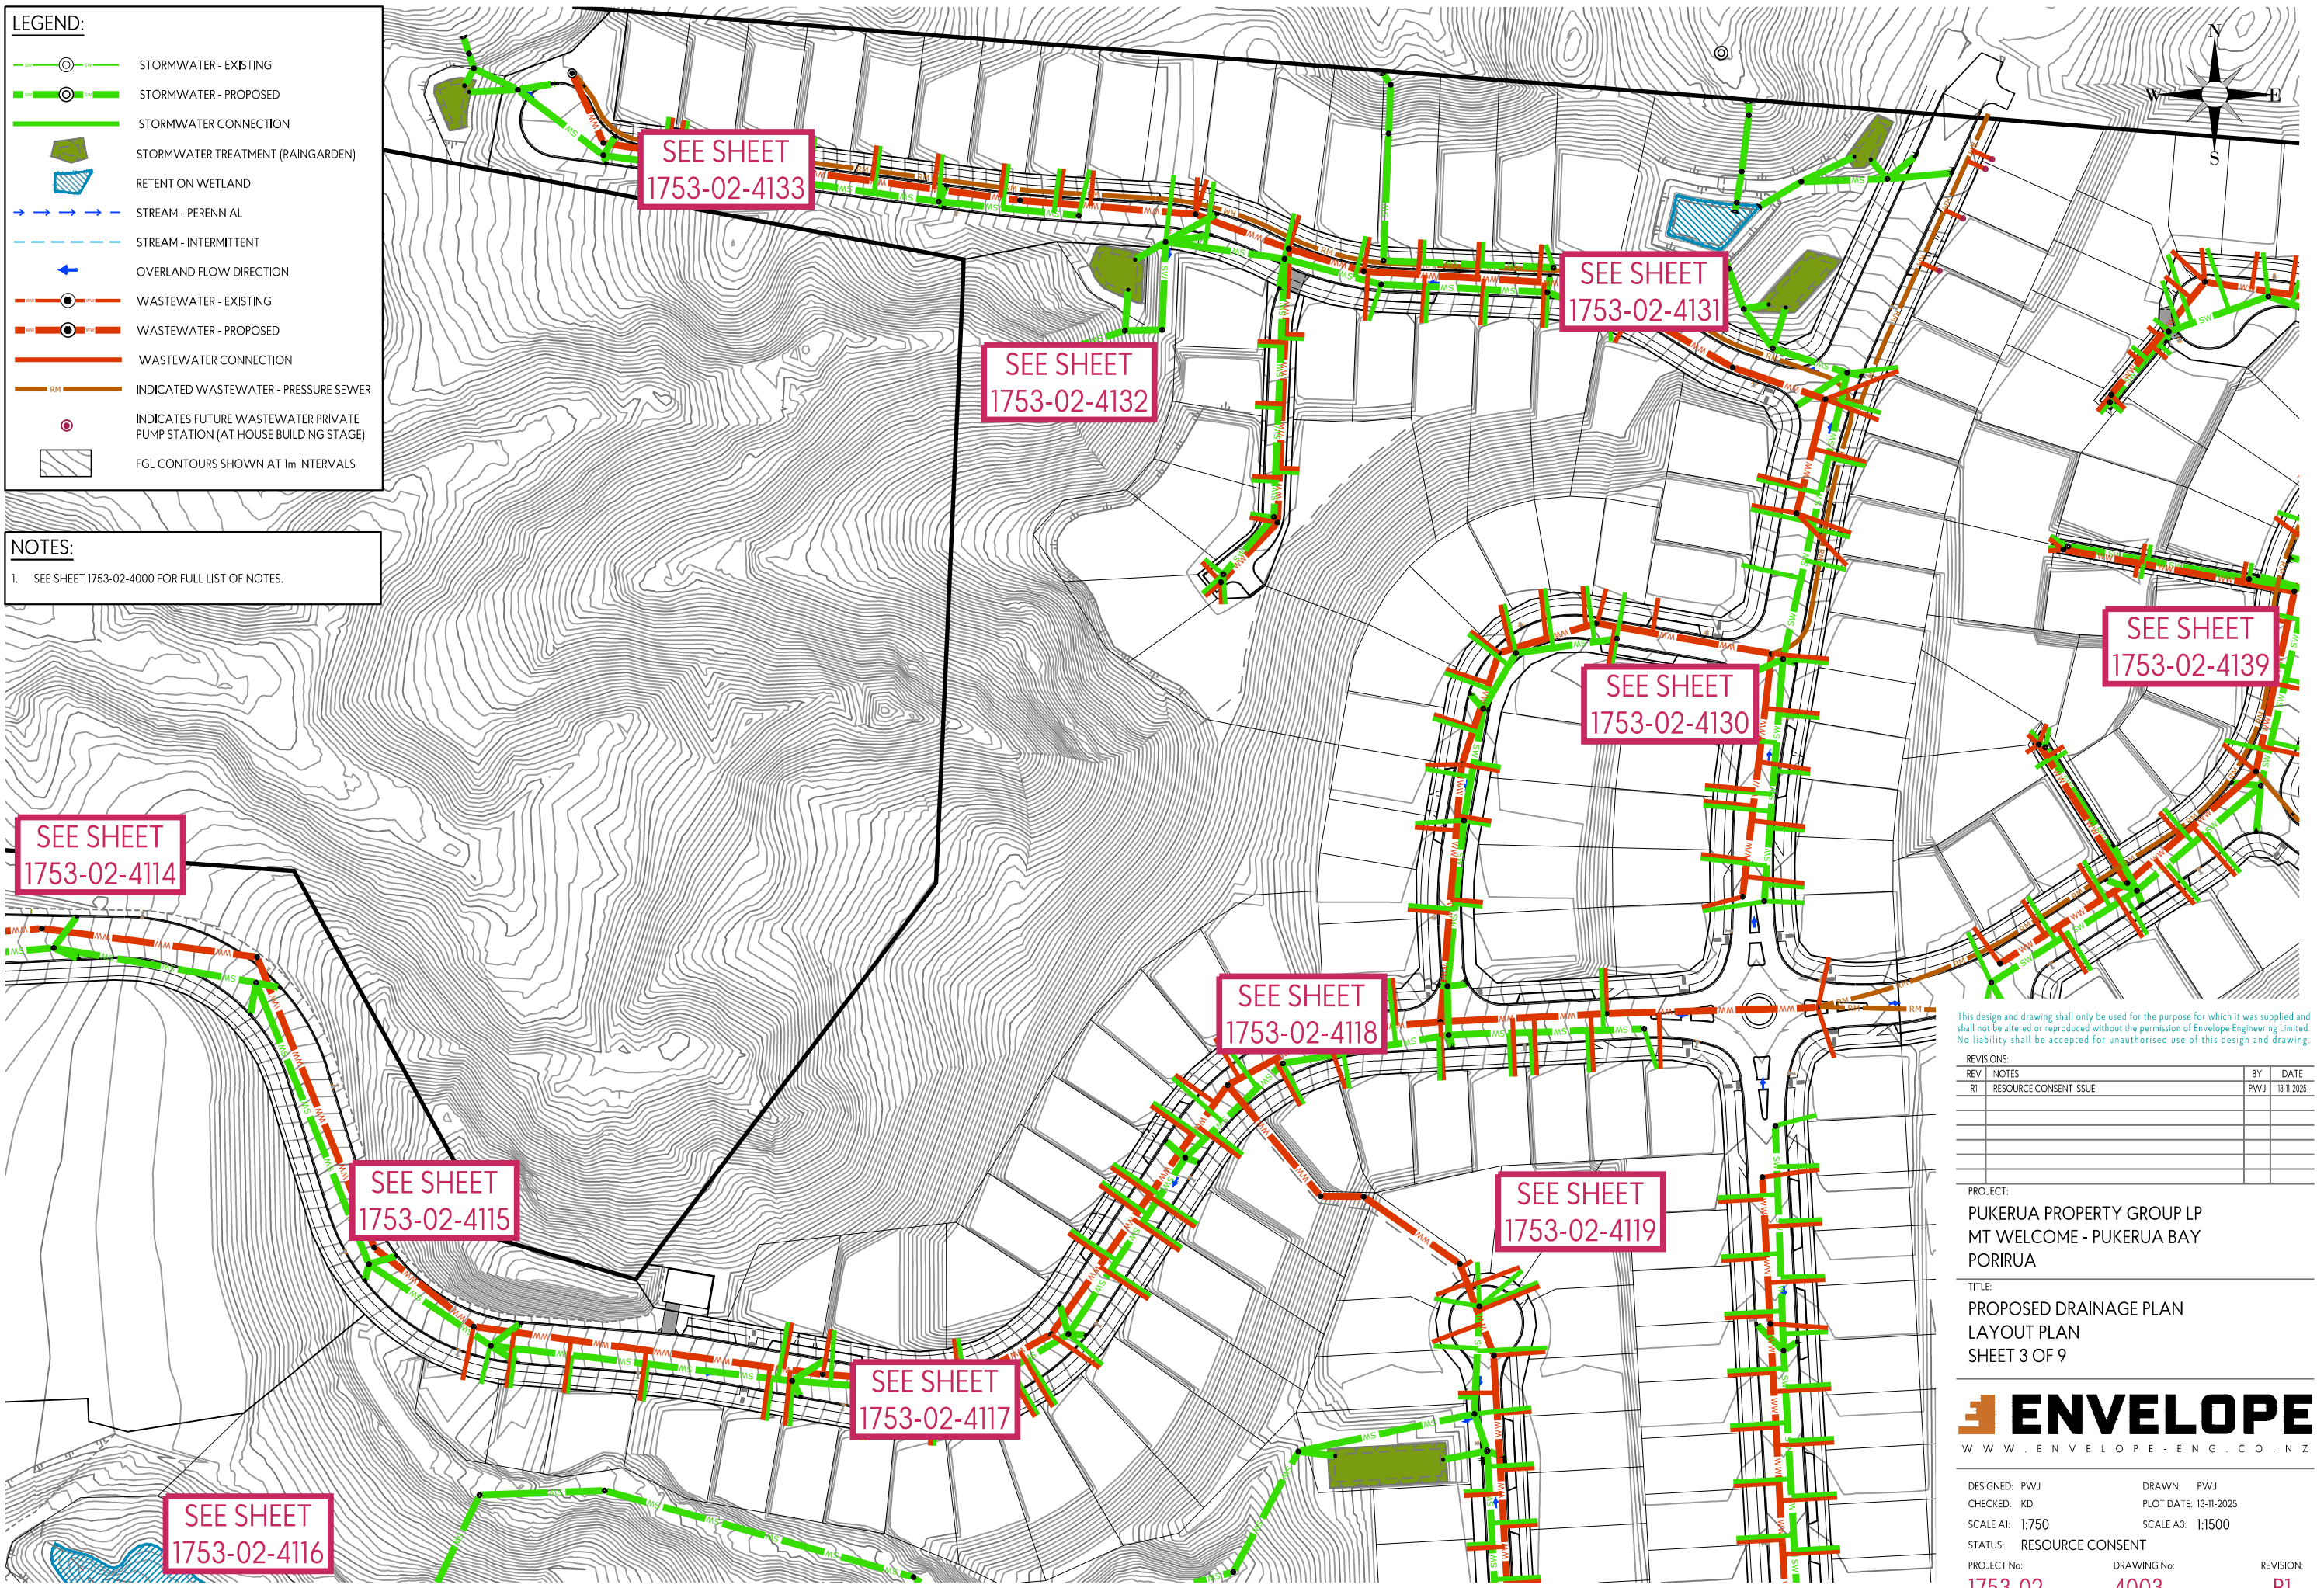 LEGEND:
STORMWATER - EXISTING
STORMWATER - PROPOSED
STORMWATER CONNECTION
STORMWATER TREATMENT (RAINGARDEN)
RETENTION WETLAND
STREAM - PERENNIAL
STREAM - INTERMITTENT
OVERLAND FLOW DIRECTION
WASTEWATER - EXISTING
WASTEWATER - PROPOSED
WASTEWATER CONNECTION
RM
INDICATED WASTEWATER - PRESSURE SEWER
INDICATES FUTURE WASTEWATER PRIVATE
PUMP STATION (AT HOUSE BUILDING STAGE)
FGL CONTOURS SHOWN AT 1m INTERVALS
NOTES:
1. SEE SHEET 1753-02-4000 FOR FULL LIST OF NOTES.
N
W E
S
SEE SHEET
1753-02-4133
SEE SHEET
1753-02-4131
SEE SHEET
1753-02-4132
SEE SHEET
1753-02-4139
SEE SHEET
1753-02-4130
SEE SHEET
1753-02-4114
SEE SHEET
1753-02-4118
SEE SHEET
1753-02-4115
SEE SHEET
1753-02-4119
SEE SHEET
1753-02-4117
SEE SHEET
1753-02-4116
This design and drawing shall only be used for the purpose for which it was supplied and
shall not be altered or reproduced without the permission of Envelope Engineering Limited.
No liability shall be accepted for unauthorised use of this design and drawing.
REVISIONS:
REV NOTES BY DATE
R1 RESOURCE CONSENT ISSUE PWJ 13-11-2025
PROJECT:
PUKERUA PROPERTY GROUP LP
MT WELCOME - PUKERUA BAY
PORIRUA
TITLE:
PROPOSED DRAINAGE PLAN
LAYOUT PLAN
SHEET 3 OF 9
ENVELOPE
WWW.ENVELOPE-ENG.CO.NZ
DESIGNED: PWJ DRAWN: PWJ
CHECKED: KD PLOT DATE: 13-11-2025
SCALE A1: 1:750 SCALE A3: 1:1500
STATUS: RESOURCE CONSENT
PROJECT No: DRAWING No: REVISION:
1753-02 4003 R1